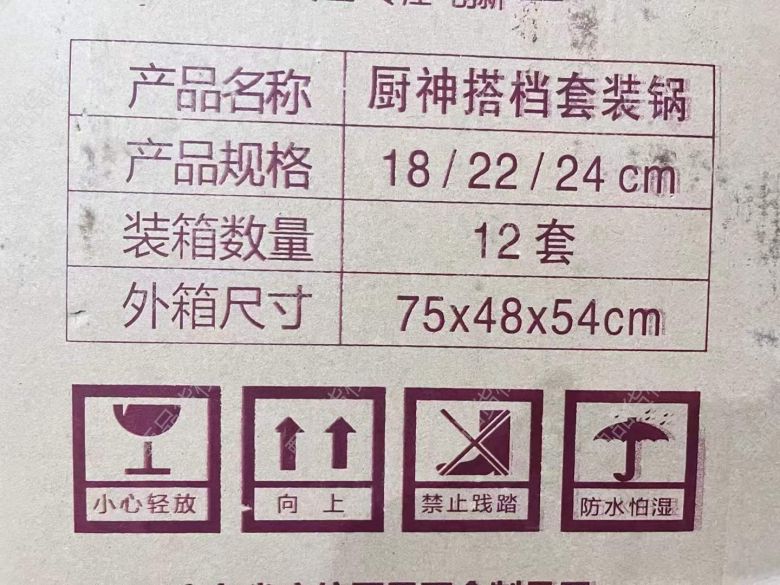 产品名称 厨神搭档套装锅
产品规格 18/22/24cm
装箱数量 12套
外箱尺寸 75x48x54cm
小心轻放 向上 禁止践踏 防水怕湿